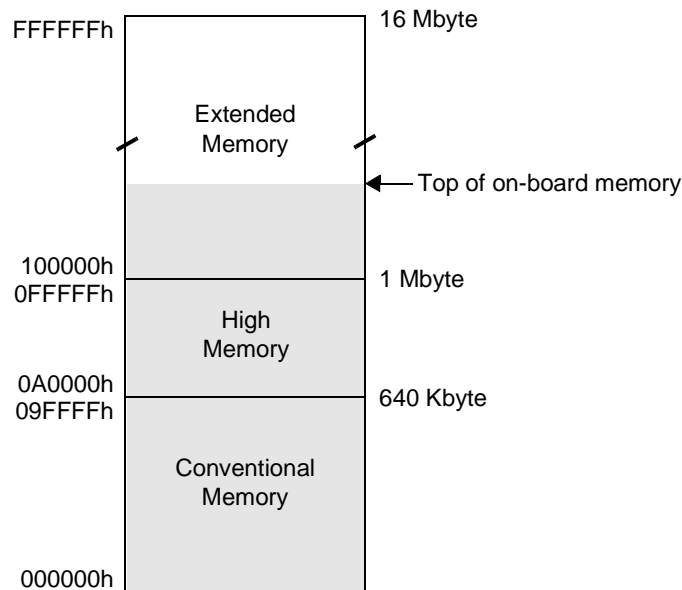 FFFFFFh
16 Mbyte
Extended
Memory
Top of on-board memory
100000h
1 Mbyte
0FFFFFh
High
Memory
0A0000h
640 Kbyte
09FFFFh
Conventional
Memory
000000h